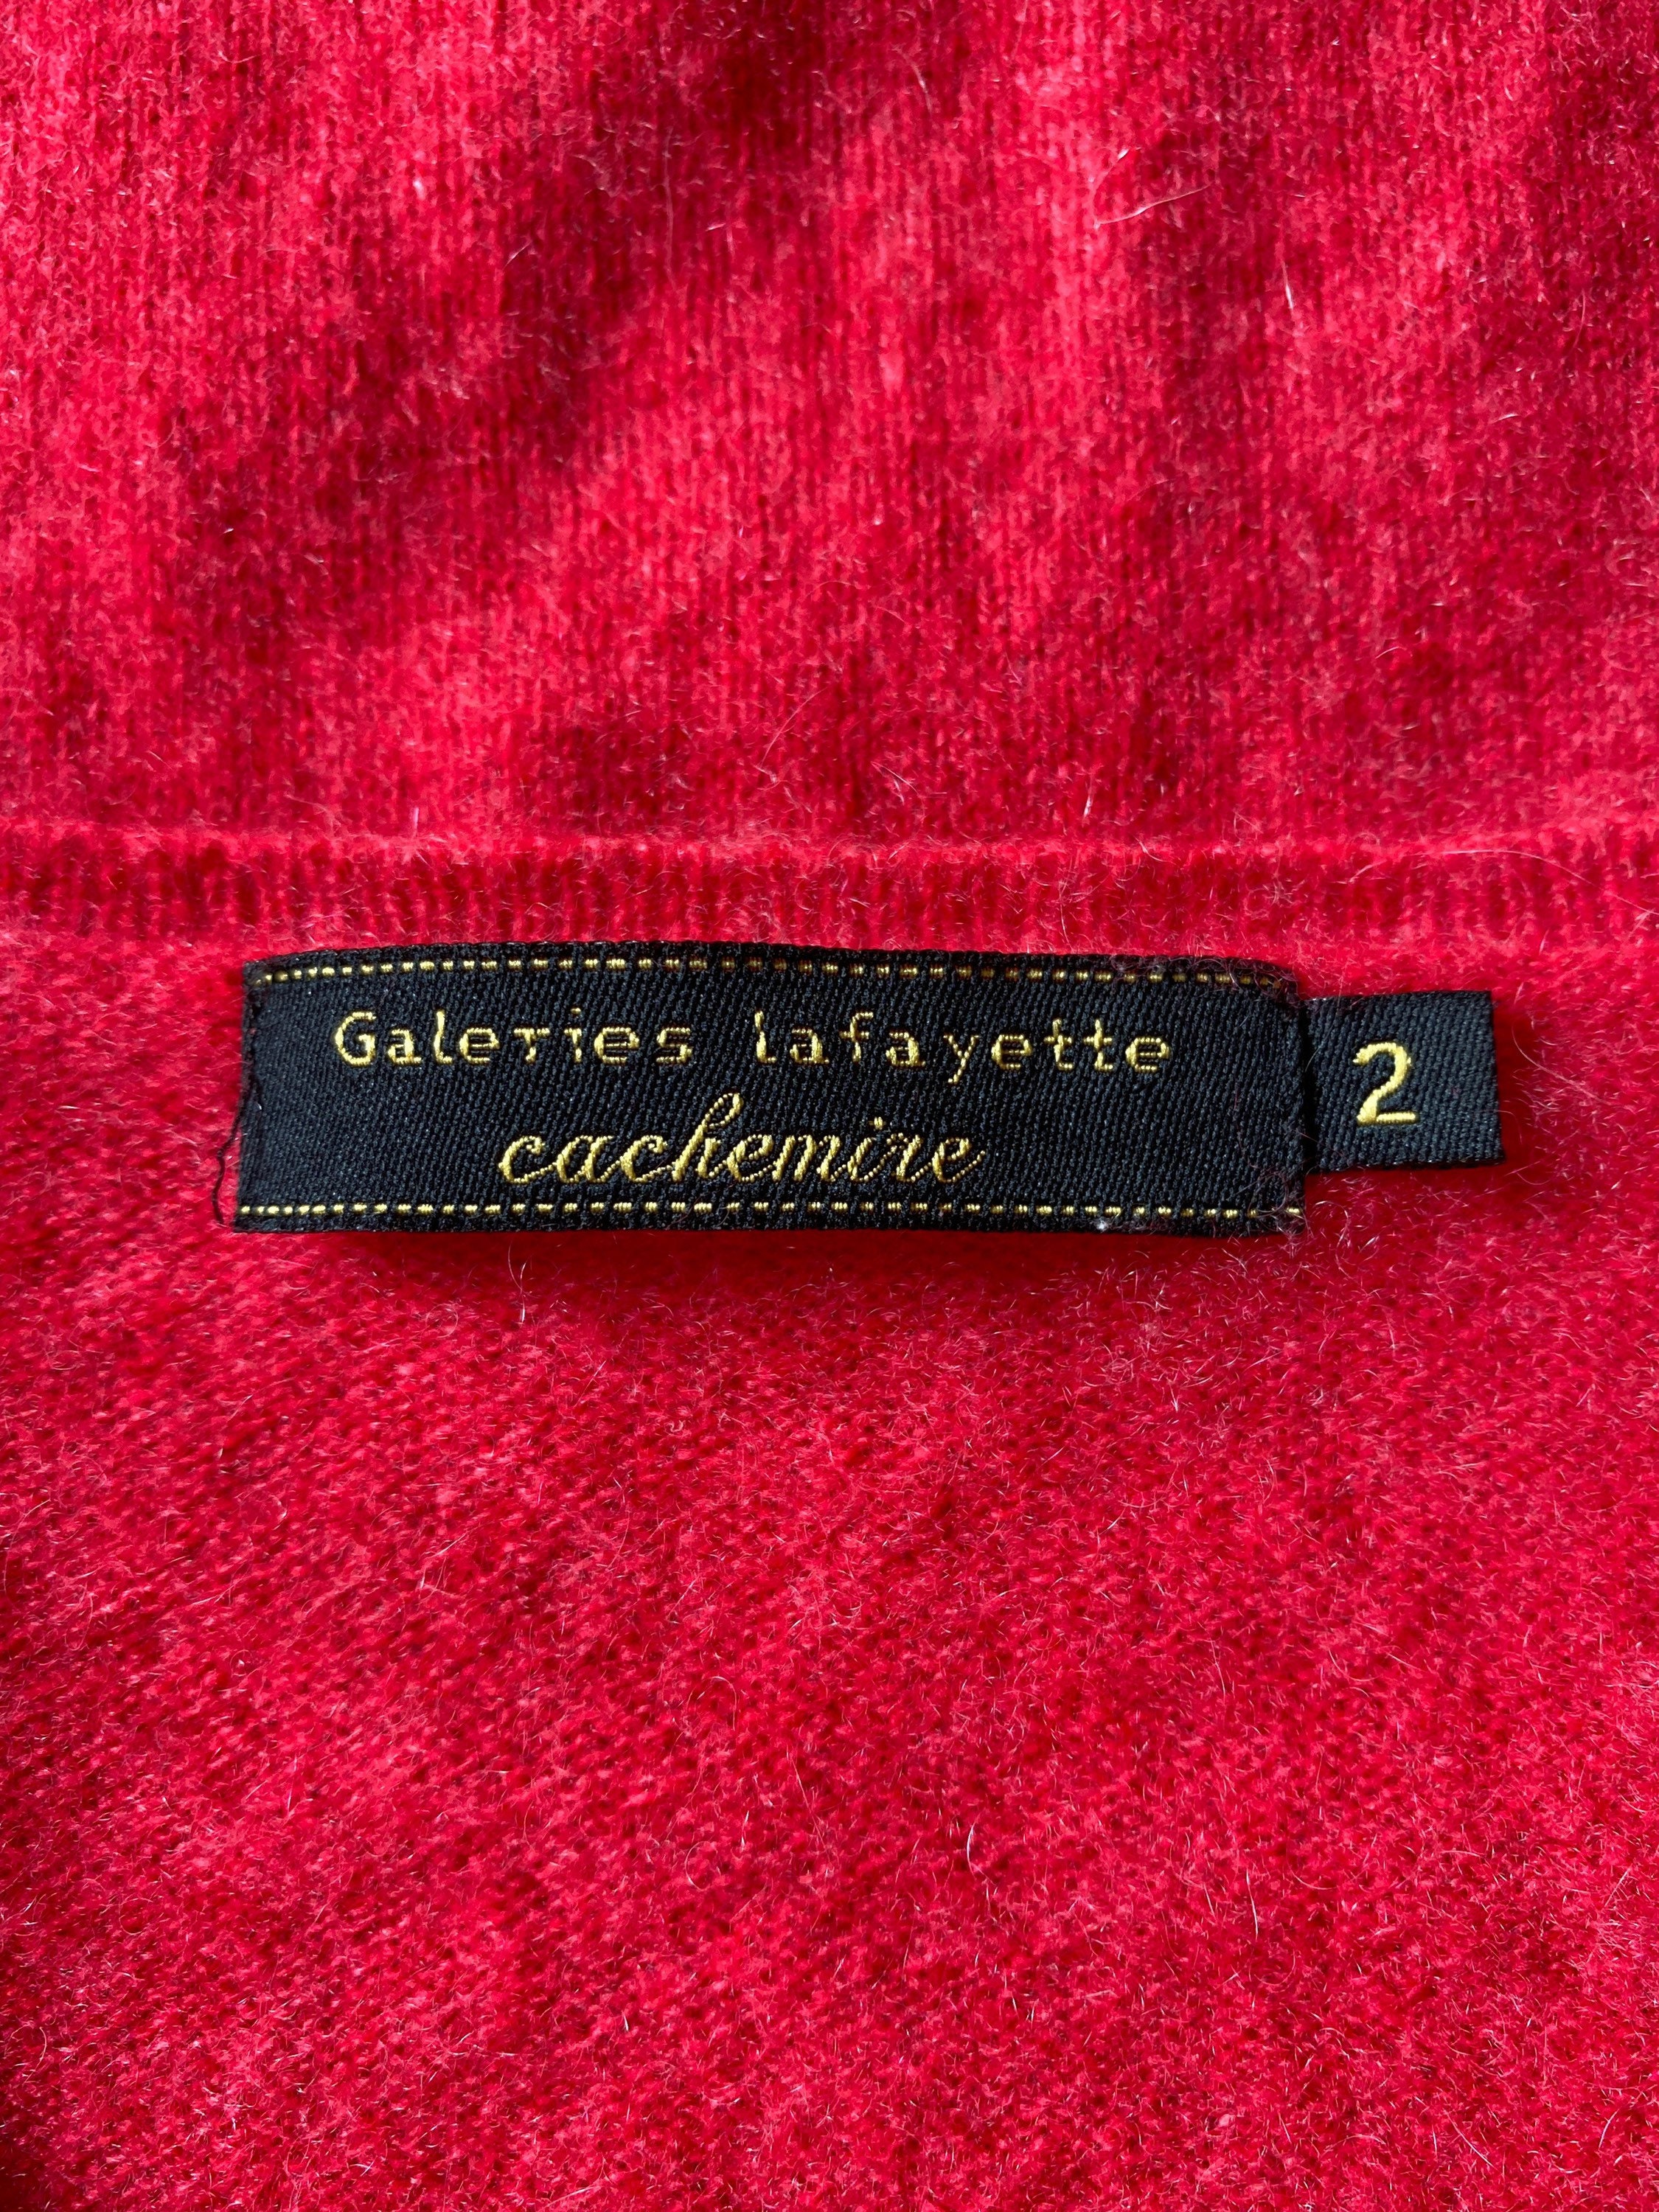 Galeries lafayette
cachemire
2